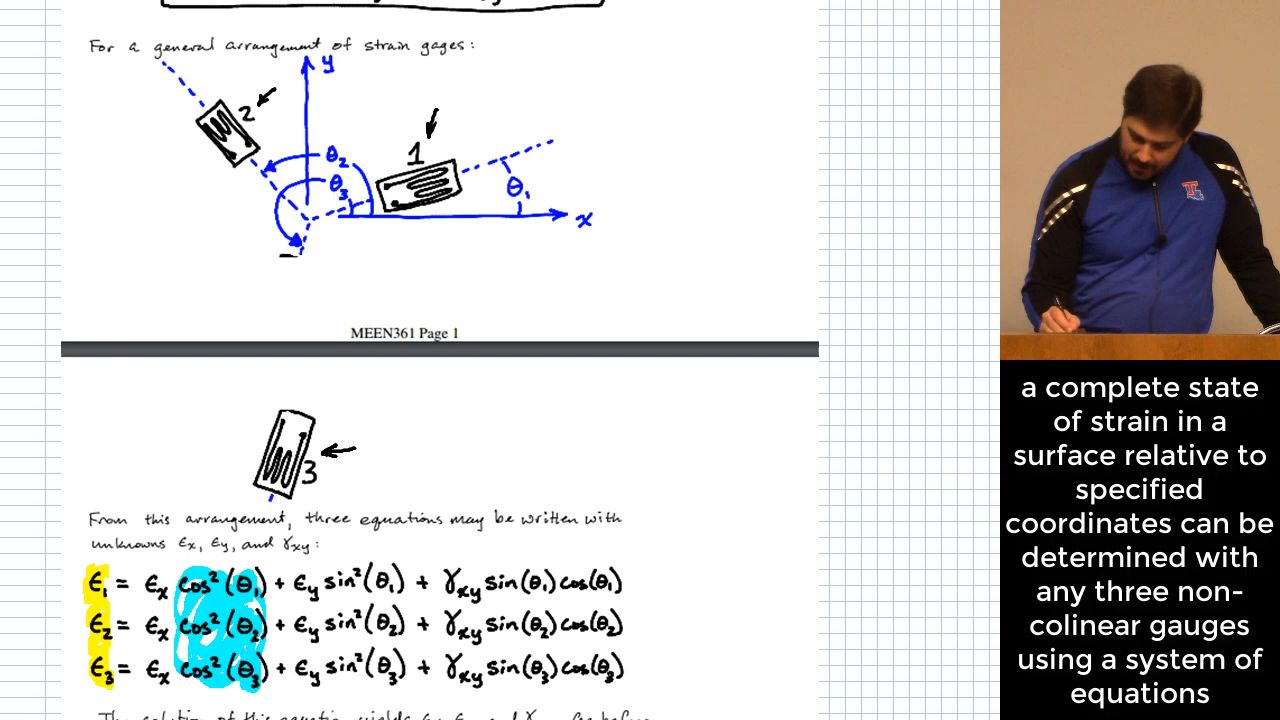 For a general arrangement of strain gages:
y
2
θ₂
1
θ₃
θ₁
x
MEEN361 Page 1
3
From this arrangement, three equations may be written with
unknowns εx, εy, and γxy:
ε₁ = εx cos²(θ₁) + εy sin²(θ₁) + γxy sin(θ₁) cos(θ₁)
ε₂ = εx cos²(θ₂) + εy sin²(θ₂) + γxy sin(θ₂) cos(θ₂)
ε₃ = εx cos²(θ₃) + εy sin²(θ₃) + γxy sin(θ₃) cos(θ₃)
a complete state
of strain in a
surface relative to
specified
coordinates can be
determined with
any three non-
colinear gauges
using a system of
equations